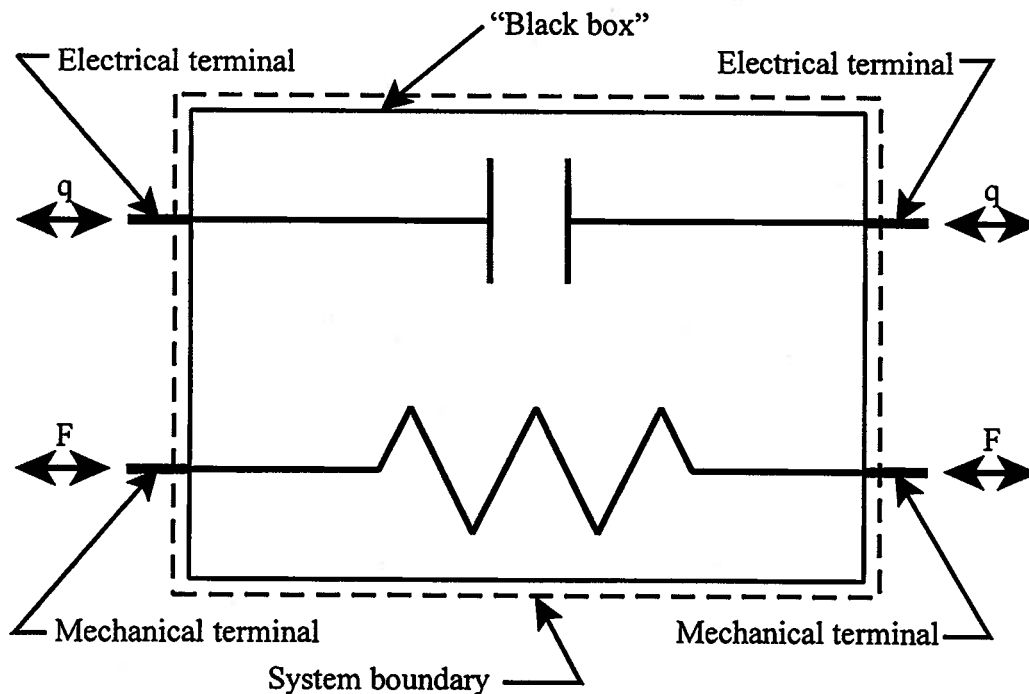 “Black box”
Electrical terminal
Electrical terminal
q
q
F
F
Mechanical terminal
Mechanical terminal
System boundary